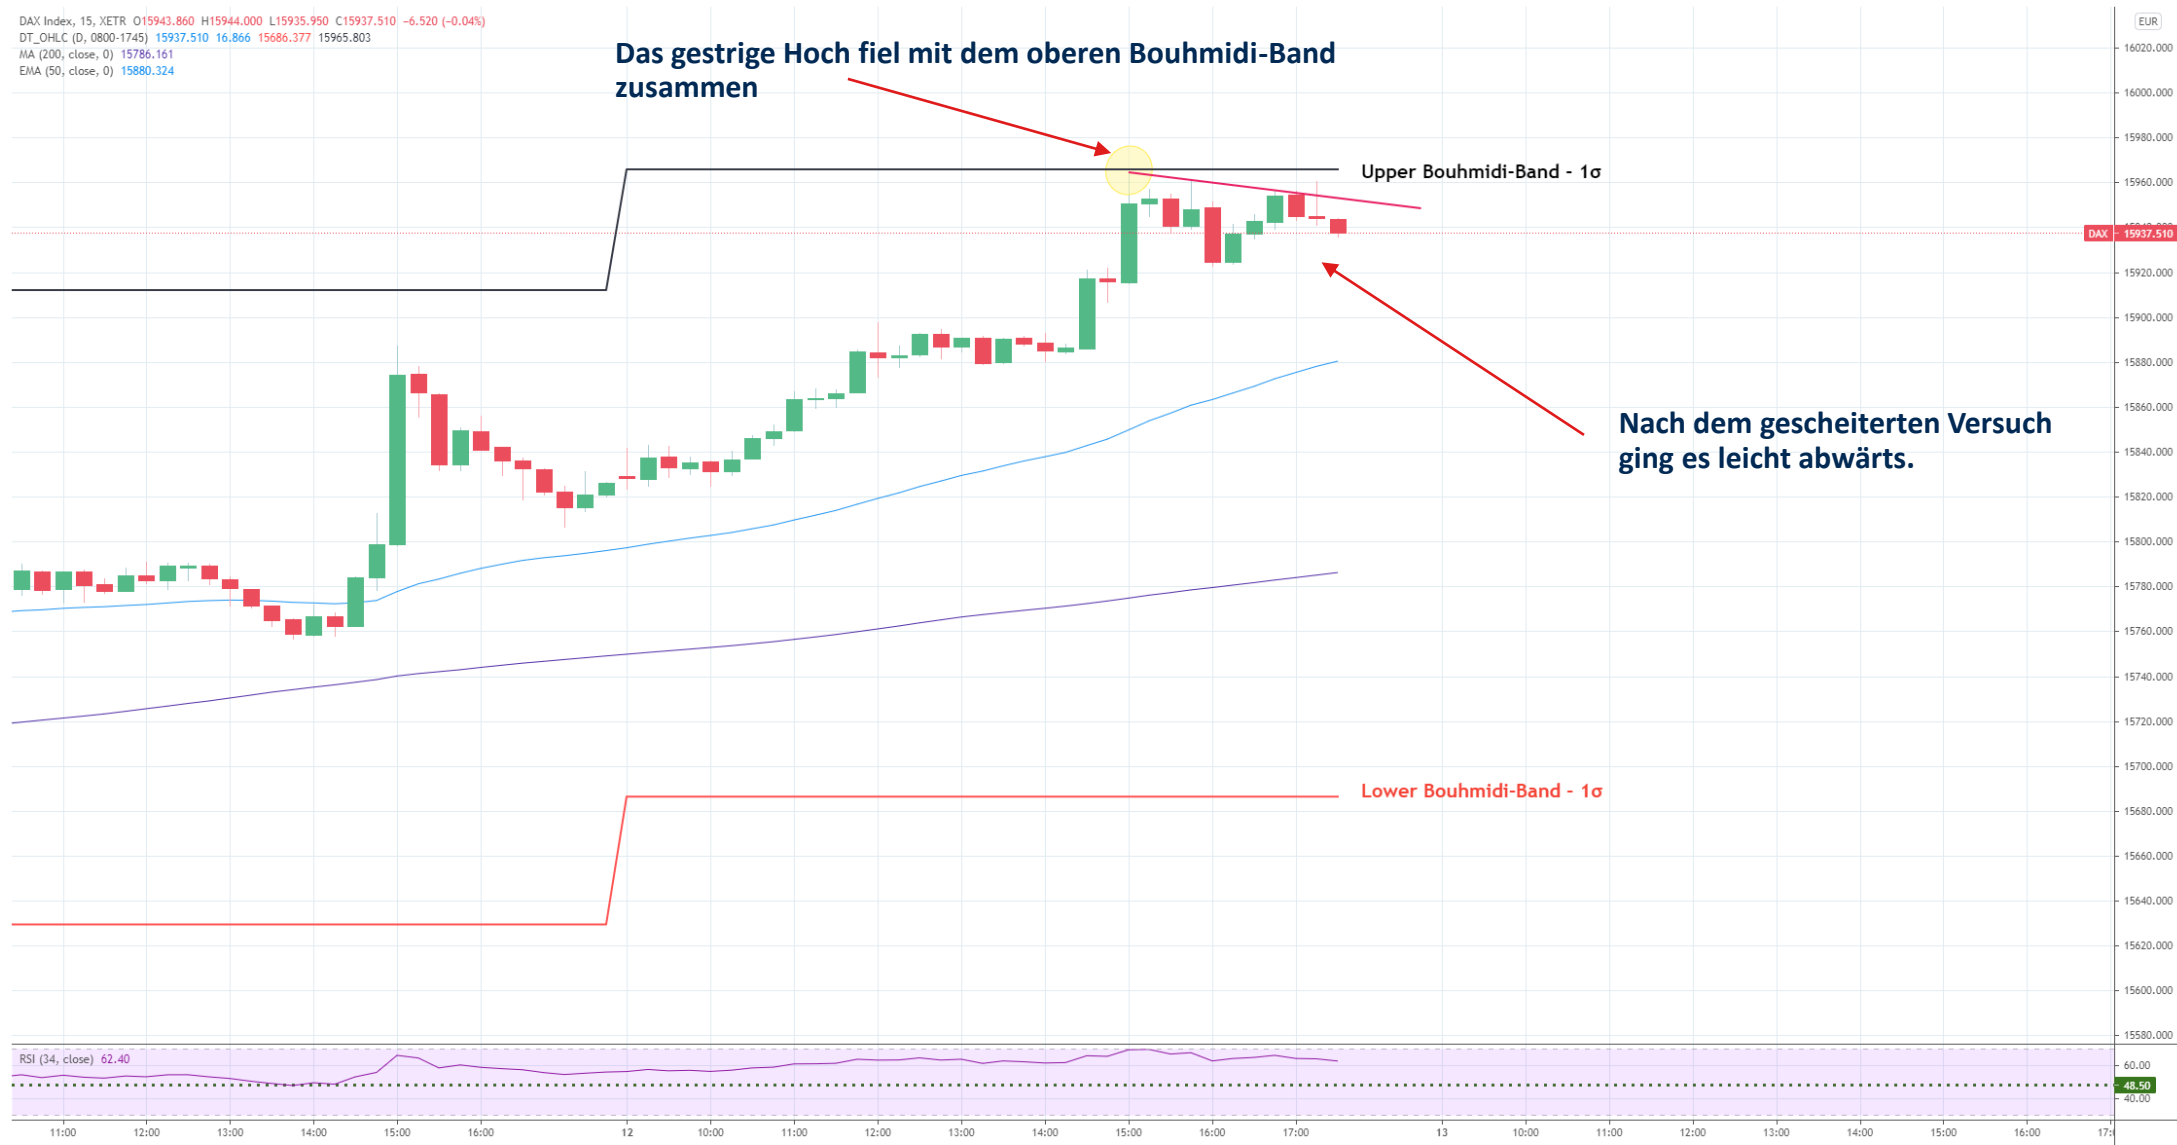 DAX Index, 15, XETR O15943.860 H15944.000 L15935.950 C15937.510 −6.520 (−0.04%)
DT_OHLC (D, 0800-1745) 15937.510 16.866 15686.377 15965.803
MA (200, close, 0) 15786.161
EMA (50, close, 0) 15880.324
EUR
Das gestrige Hoch fiel mit dem oberen Bouhmidi-Band
zusammen
Upper Bouhmidi-Band - 1σ
Nach dem gescheiterten Versuch
ging es leicht abwärts.
Lower Bouhmidi-Band - 1σ
16020.000
16000.000
15980.000
15960.000
DAX 15937.510
15920.000
15900.000
15880.000
15860.000
15840.000
15820.000
15800.000
15780.000
15760.000
15740.000
15720.000
15700.000
15680.000
15660.000
15640.000
15620.000
15600.000
15580.000
RSI (34, close) 62.40
60.00
48.50
40.00
11:00 12:00 13:00 14:00 15:00 16:00 12 10:00 11:00 12:00 13:00 14:00 15:00 16:00 17:00 13 10:00 11:00 12:00 13:00 14:00 15:00 16:00